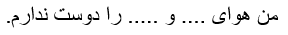 من هوای .... و ..... را دوست ندارم.